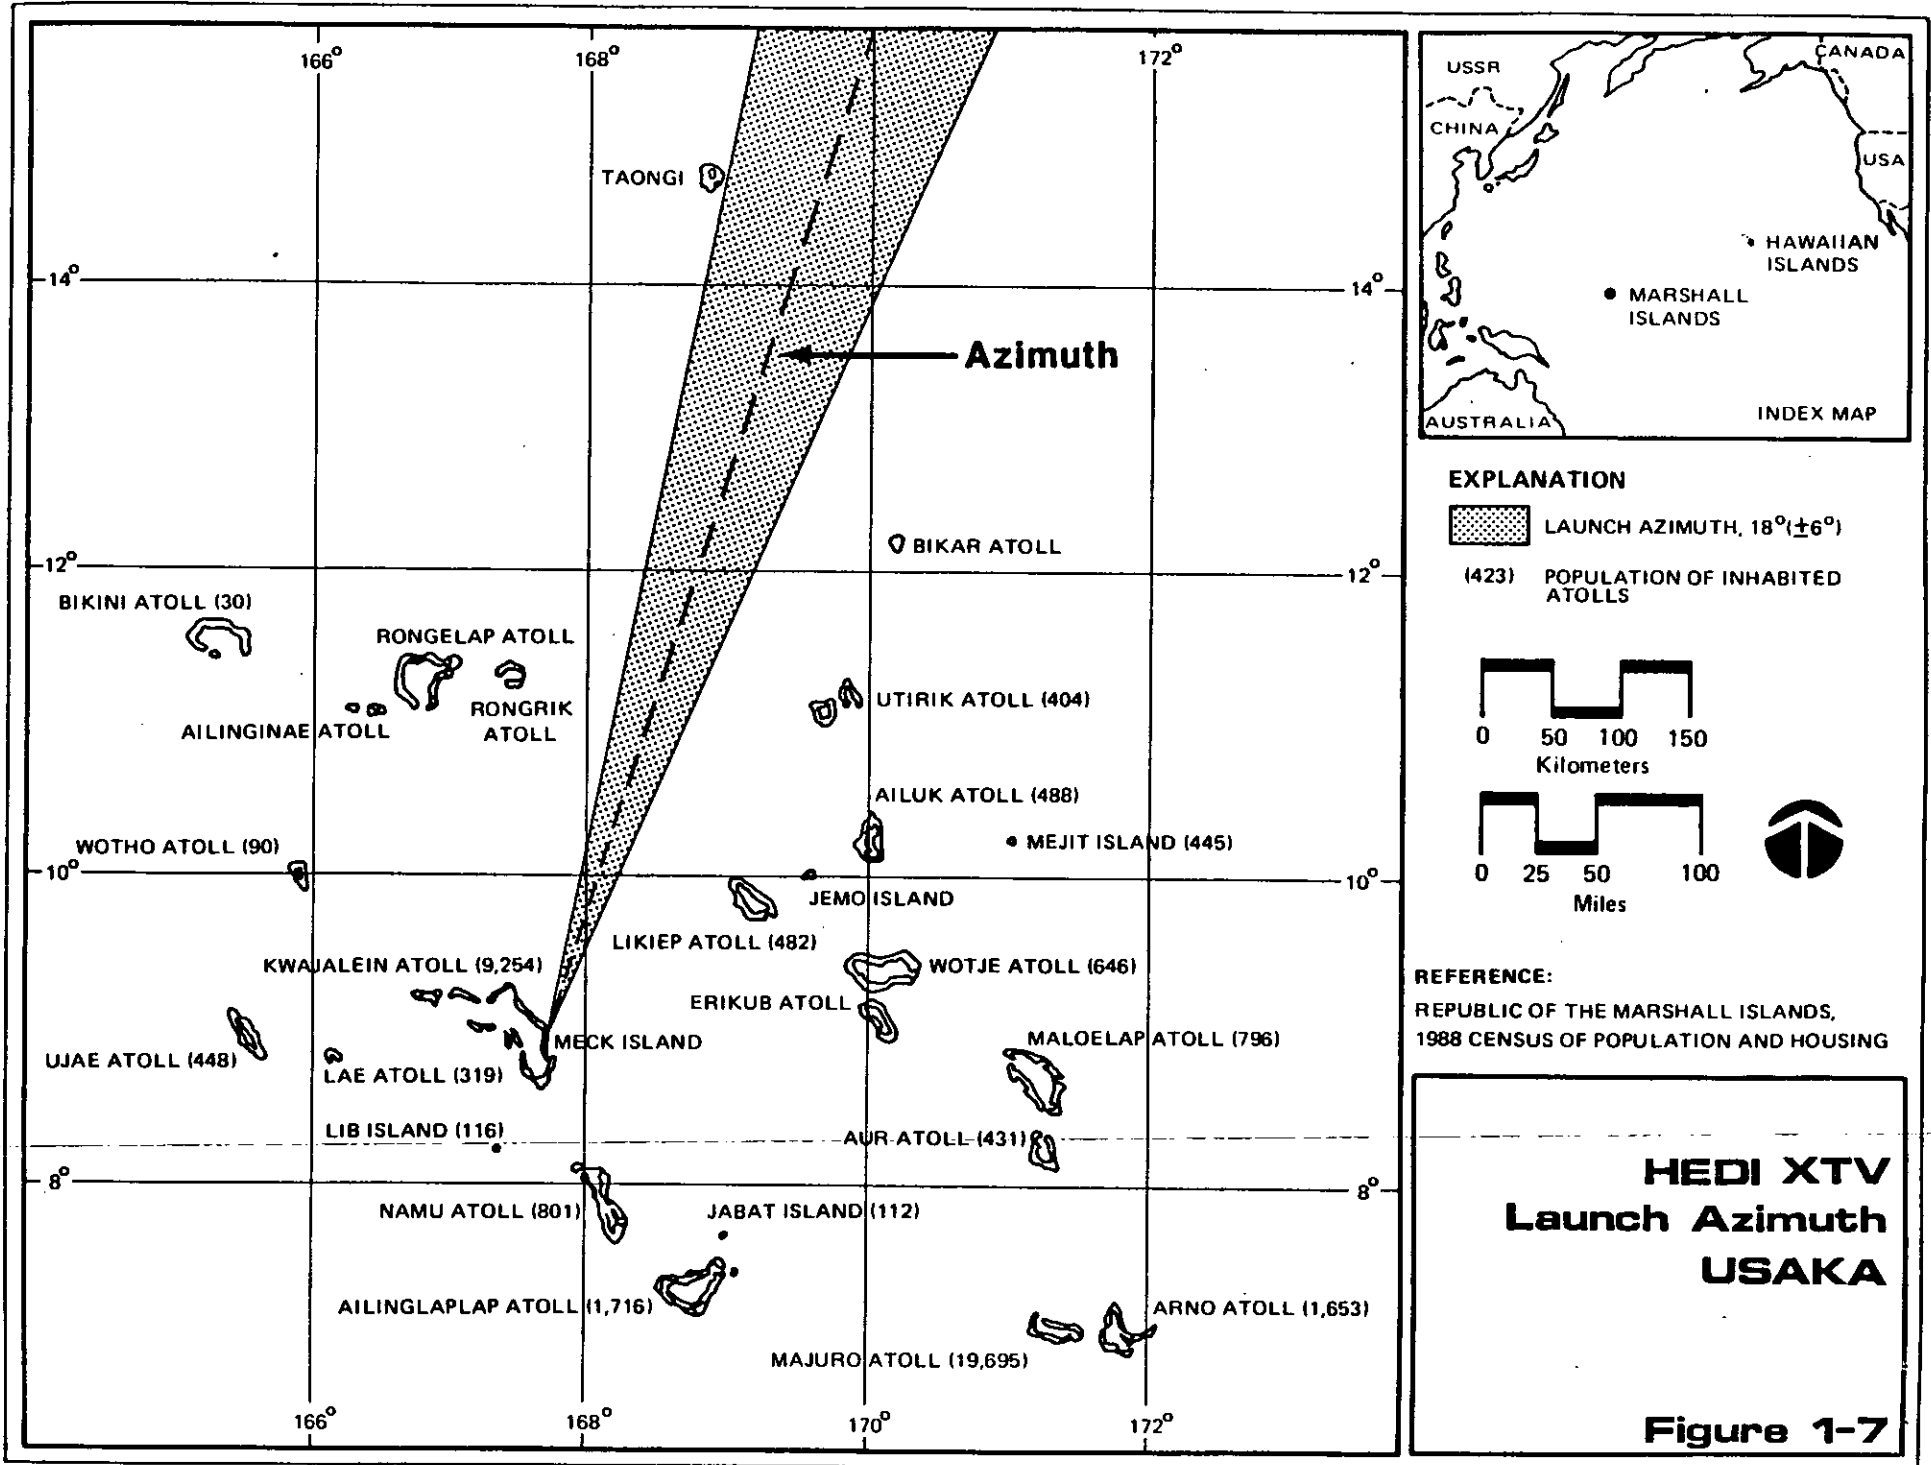 166°
168°
172°
TAONGI
14°
14°
Azimuth
BIKAR ATOLL
12°
12°
BIKINI ATOLL (30)
RONGELAP ATOLL
AILINGINAE ATOLL
RONGRIK
ATOLL
UTIRIK ATOLL (404)
AILUK ATOLL (488)
WOTHO ATOLL (90)
MEJIT ISLAND (445)
10°
10°
JEMO ISLAND
LIKIEP ATOLL (482)
KWAJALEIN ATOLL (9,254)
WOTJE ATOLL (646)
ERIKUB ATOLL
MECK ISLAND
MALOELAP ATOLL (796)
UJAE ATOLL (448)
LAE ATOLL (319)
LIB ISLAND (116)
AUR ATOLL (431)
8°
8°
NAMU ATOLL (801)
JABAT ISLAND (112)
AILINGLAPLAP ATOLL (1,716)
ARNO ATOLL (1,653)
MAJURO ATOLL (19,695)
166°
168°
170°
172°
USSR
CANADA
CHINA
USA
HAWAIIAN
ISLANDS
MARSHALL
ISLANDS
AUSTRALIA
INDEX MAP
EXPLANATION
LAUNCH AZIMUTH, 18°(±6°)
(423) POPULATION OF INHABITED
ATOLLS
0 50 100 150
Kilometers
0 25 50 100
Miles
REFERENCE:
REPUBLIC OF THE MARSHALL ISLANDS,
1988 CENSUS OF POPULATION AND HOUSING
HEDI XTV
Launch Azimuth
USAKA
Figure 1-7